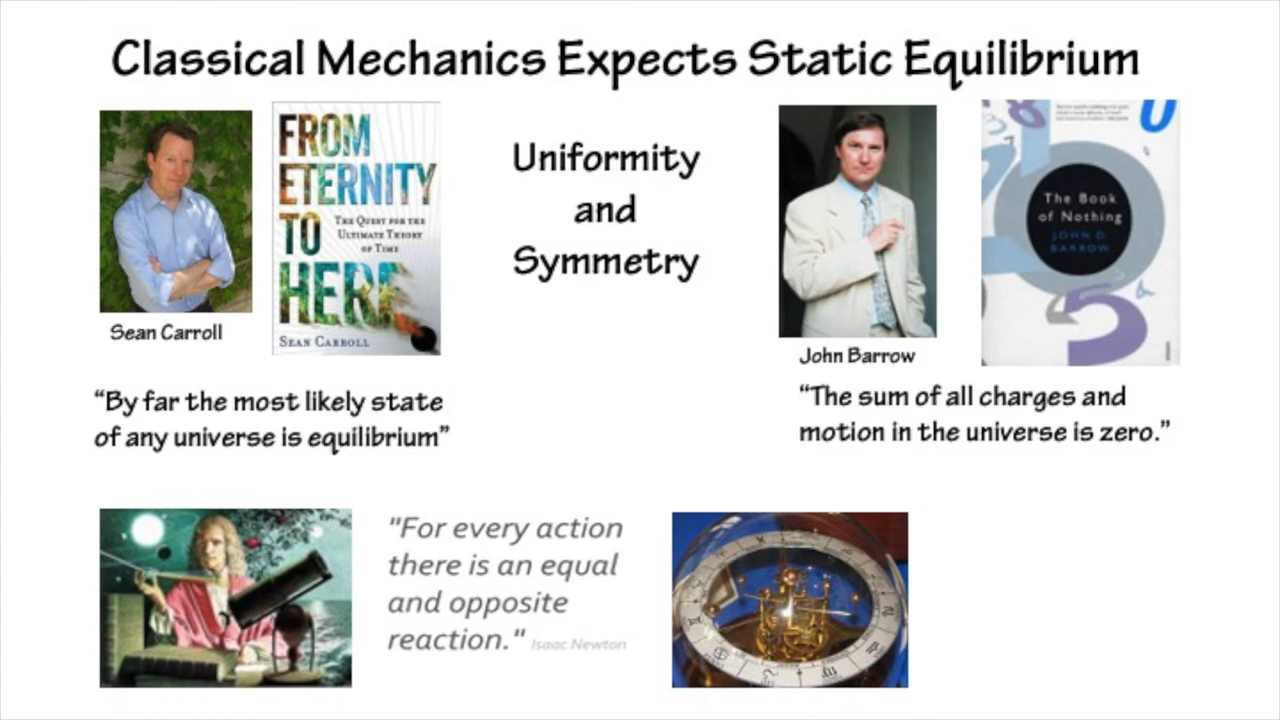 Classical Mechanics Expects Static Equilibrium
FROM
ETERNITY
TO
THE QUEST FOR THE
ULTIMATE THEORY
OF TIME
HERE
SEAN CARROLL
Sean Carroll
“By far the most likely state
of any universe is equilibrium”
Uniformity
and
Symmetry
The Book
of Nothing
JOHN D.
BARROW
John Barrow
“The sum of all charges and
motion in the universe is zero.”
"For every action
there is an equal
and opposite
reaction." Isaac Newton